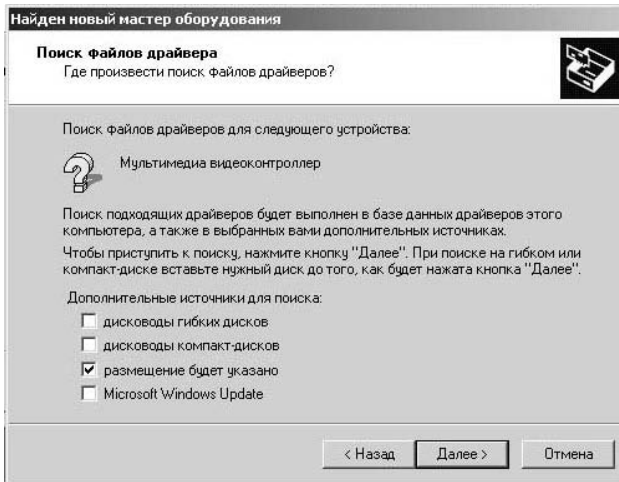 Найден новый мастер оборудования
Поиск файлов драйвера
Где произвести поиск файлов драйверов?
Поиск файлов драйверов для следующего устройства:
Мультимедиа видеоконтроллер
Поиск подходящих драйверов будет выполнен в базе данных драйверов этого
компьютера, а также в выбранных вами дополнительных источниках.
Чтобы приступить к поиску, нажмите кнопку "Далее". При поиске на гибком или
компакт-диске вставьте нужный диск до того, как будет нажата кнопка "Далее".
Дополнительные источники для поиска:
дисководы гибких дисков
дисководы компакт-дисков
размещение будет указано
Microsoft Windows Update
< Назад Далее > Отмена